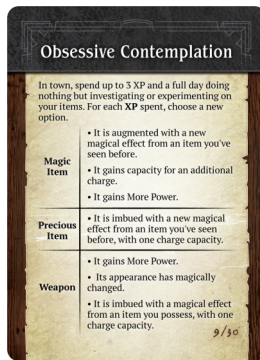 Obsessive Contemplation
In town, spend up to 3 XP and a full day doing
nothing but investigating or experimenting on
your items. For each XP spent, choose a new
option.
Magic
Item
• It is augmented with a new
magical effect from an item you've
seen before.
• It gains capacity for an additional
charge.
• It gains More Power.
Precious
Item
• It is imbued with a new magical
effect from an item you've seen
before, with one charge capacity.
Weapon
• It gains More Power.
• Its appearance has magically
changed.
• It is imbued with a magical effect
from an item you possess, with one
charge capacity.
9/30